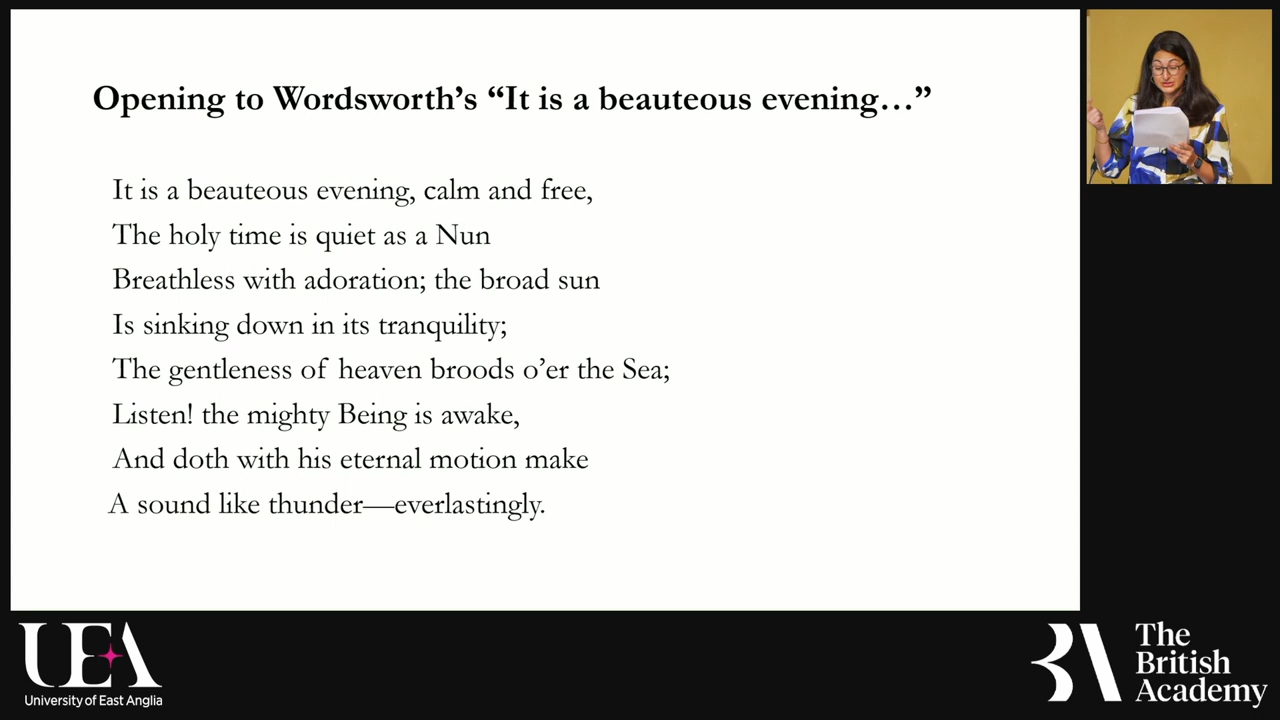 Opening to Wordsworth’s “It is a beauteous evening…”
It is a beauteous evening, calm and free,
The holy time is quiet as a Nun
Breathless with adoration; the broad sun
Is sinking down in its tranquility;
The gentleness of heaven broods o’er the Sea;
Listen! the mighty Being is awake,
And doth with his eternal motion make
A sound like thunder—everlastingly.
UEA
University of East Anglia
The
British
Academy